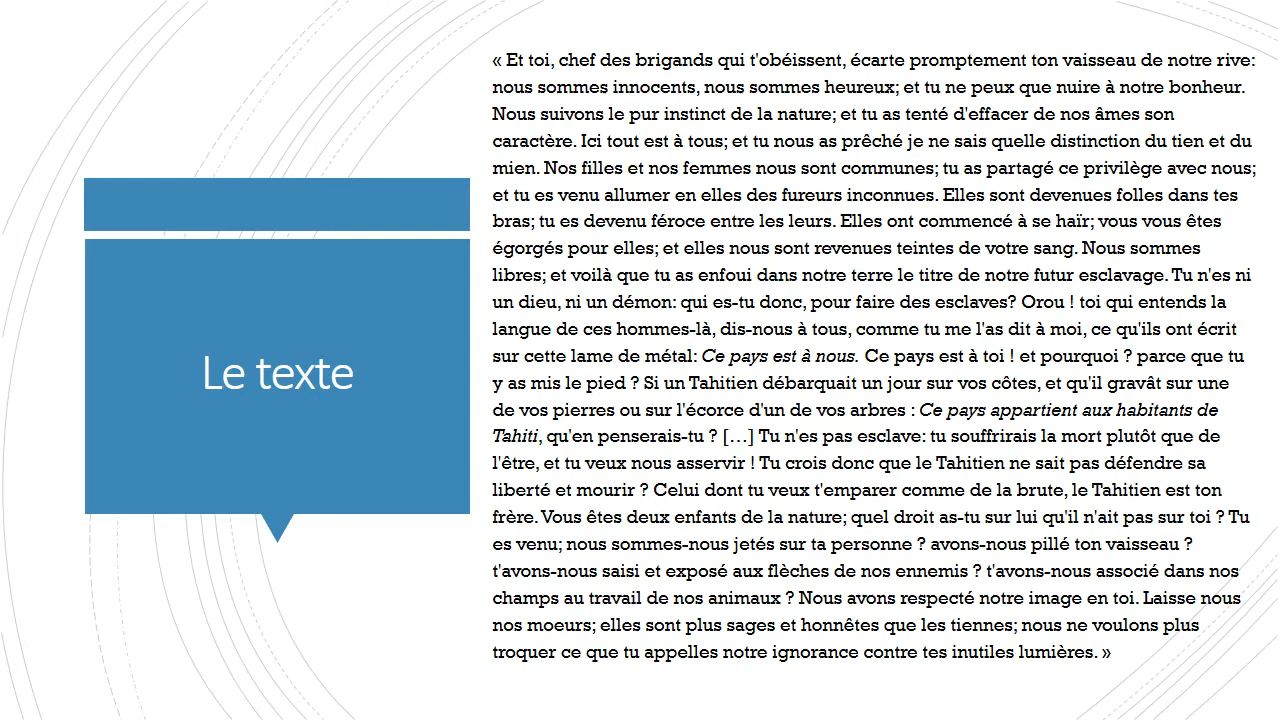 Le texte
« Et toi, chef des brigands qui t'obéissent, écarte promptement ton vaisseau de notre rive:
nous sommes innocents, nous sommes heureux; et tu ne peux que nuire à notre bonheur.
Nous suivons le pur instinct de la nature; et tu as tenté d'effacer de nos âmes son
caractère. Ici tout est à tous; et tu nous as prêché je ne sais quelle distinction du tien et du
mien. Nos filles et nos femmes nous sont communes; tu as partagé ce privilège avec nous;
et tu es venu allumer en elles des fureurs inconnues. Elles sont devenues folles dans tes
bras; tu es devenu féroce entre les leurs. Elles ont commencé à se haïr; vous vous êtes
égorgés pour elles; et elles nous sont revenues teintes de votre sang. Nous sommes
libres; et voilà que tu as enfoui dans notre terre le titre de notre futur esclavage. Tu n'es ni
un dieu, ni un démon: qui es-tu donc, pour faire des esclaves? Orou ! toi qui entends la
langue de ces hommes-là, dis-nous à tous, comme tu me l'as dit à moi, ce qu'ils ont écrit
sur cette lame de métal: Ce pays est à nous. Ce pays est à toi ! et pourquoi ? parce que tu
y as mis le pied ? Si un Tahitien débarquait un jour sur vos côtes, et qu'il gravât sur une
de vos pierres ou sur l'écorce d'un de vos arbres : Ce pays appartient aux habitants de
Tahiti, qu'en penserais-tu ? […] Tu n'es pas esclave: tu souffrirais la mort plutôt que de
l'être, et tu veux nous asservir ! Tu crois donc que le Tahitien ne sait pas défendre sa
liberté et mourir ? Celui dont tu veux t'emparer comme de la brute, le Tahitien est ton
frère. Vous êtes deux enfants de la nature; quel droit as-tu sur lui qu'il n'ait pas sur toi ? Tu
es venu; nous sommes-nous jetés sur ta personne ? avons-nous pillé ton vaisseau ?
t'avons-nous saisi et exposé aux flèches de nos ennemis ? t'avons-nous associé dans nos
champs au travail de nos animaux ? Nous avons respecté notre image en toi. Laisse nous
nos moeurs; elles sont plus sages et honnêtes que les tiennes; nous ne voulons plus
troquer ce que tu appelles notre ignorance contre tes inutiles lumières. »